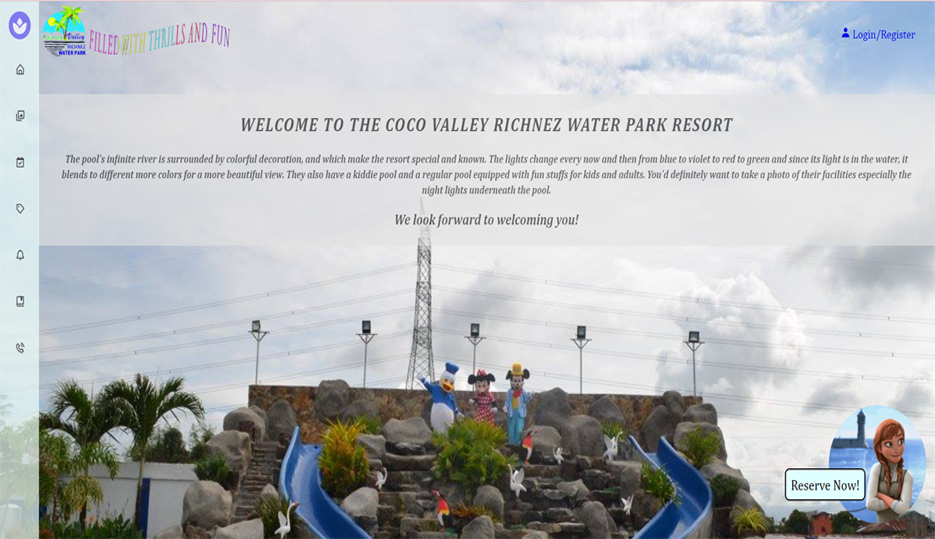 Coco Valley
RICHNEZ
WATER PARK
FILLED WITH THRILLS AND FUN
Login/Register
WELCOME TO THE COCO VALLEY RICHNEZ WATER PARK RESORT
The pool's infinite river is surrounded by colorful decoration, and which make the resort special and known. The lights change every now and then from blue to violet to red to green and since its light is in the water, it
blends to different more colors for a more beautiful view. They also have a kiddie pool and a regular pool equipped with fun stuffs for kids and adults. You'd definitely want to take a photo of their facilities especially the
night lights underneath the pool.
We look forward to welcoming you!
Reserve Now!